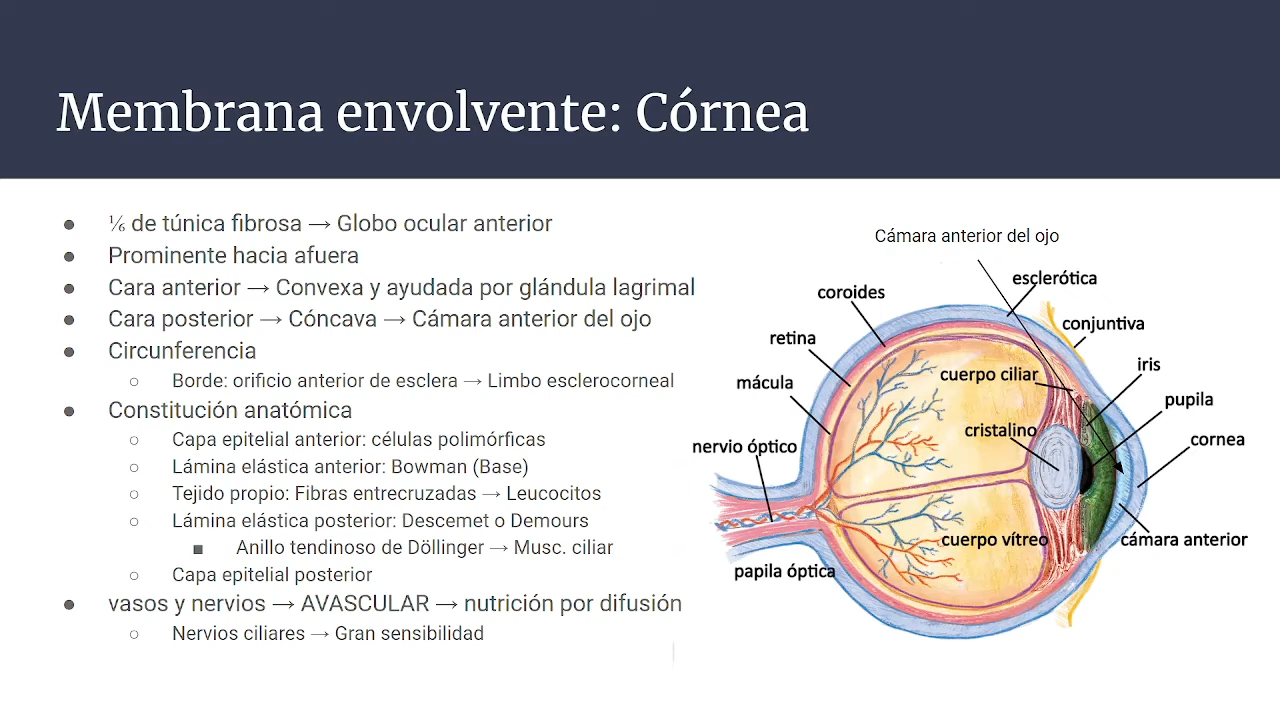 Membrana envolvente: Córnea
● ⅙ de túnica fibrosa → Globo ocular anterior
● Prominente hacia afuera
● Cara anterior → Convexa y ayudada por glándula lagrimal
● Cara posterior → Cóncava → Cámara anterior del ojo
● Circunferencia
○ Borde: orificio anterior de esclera → Limbo esclerocorneal
● Constitución anatómica
○ Capa epitelial anterior: células polimórficas
○ Lámina elástica anterior: Bowman (Base)
○ Tejido propio: Fibras entrecruzadas → Leucocitos
○ Lámina elástica posterior: Descemet o Demours
■ Anillo tendinoso de Döllinger → Musc. ciliar
○ Capa epitelial posterior
● vasos y nervios → AVASCULAR → nutrición por difusión
○ Nervios ciliares → Gran sensibilidad
Cámara anterior del ojo
esclerótica
coroides
conjuntiva
retina
iris
cuerpo ciliar
mácula
pupila
cristalino
cornea
nervio óptico
cuerpo vítreo
cámara anterior
papila óptica